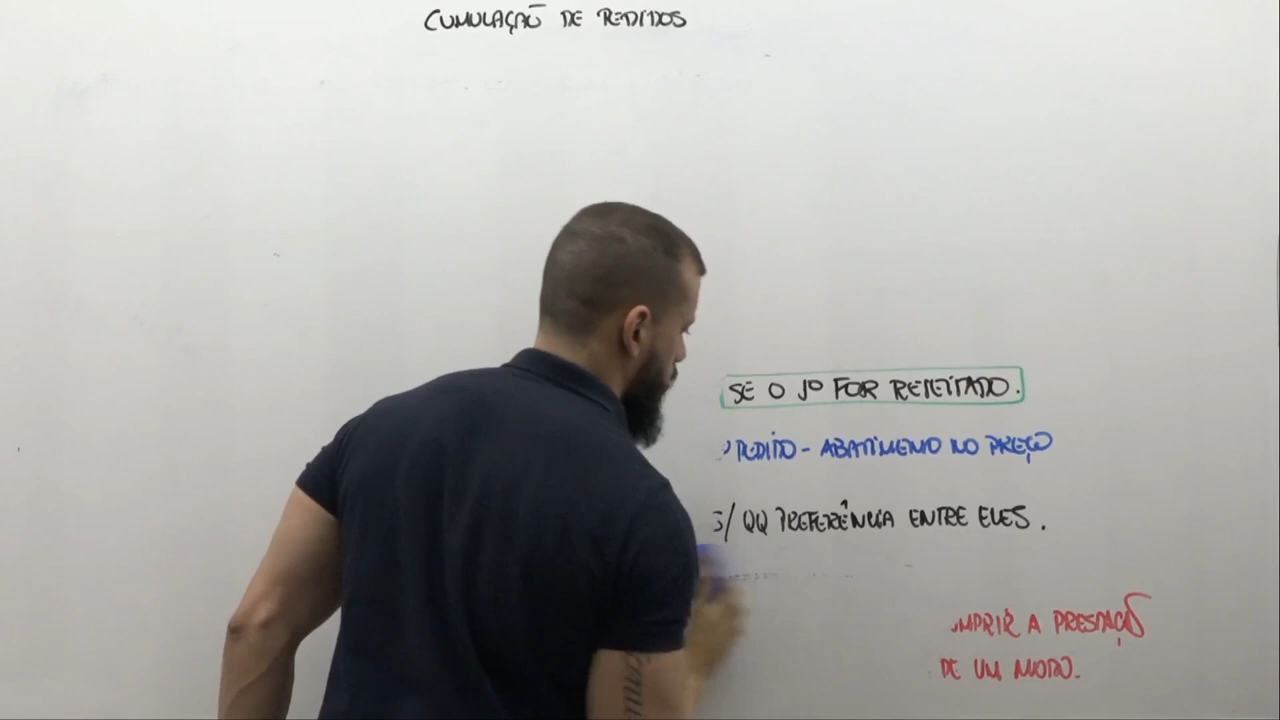 CUMULAÇÃO DE PEDIDOS
SE O 1º FOR REJEITADO.
PEDIDO - ABATIMENTO NO PREÇO
S/ QQ PREFERÊNCIA ENTRE ELES.
UMPRIR A PRESTAÇÃO
DE UM MODO.